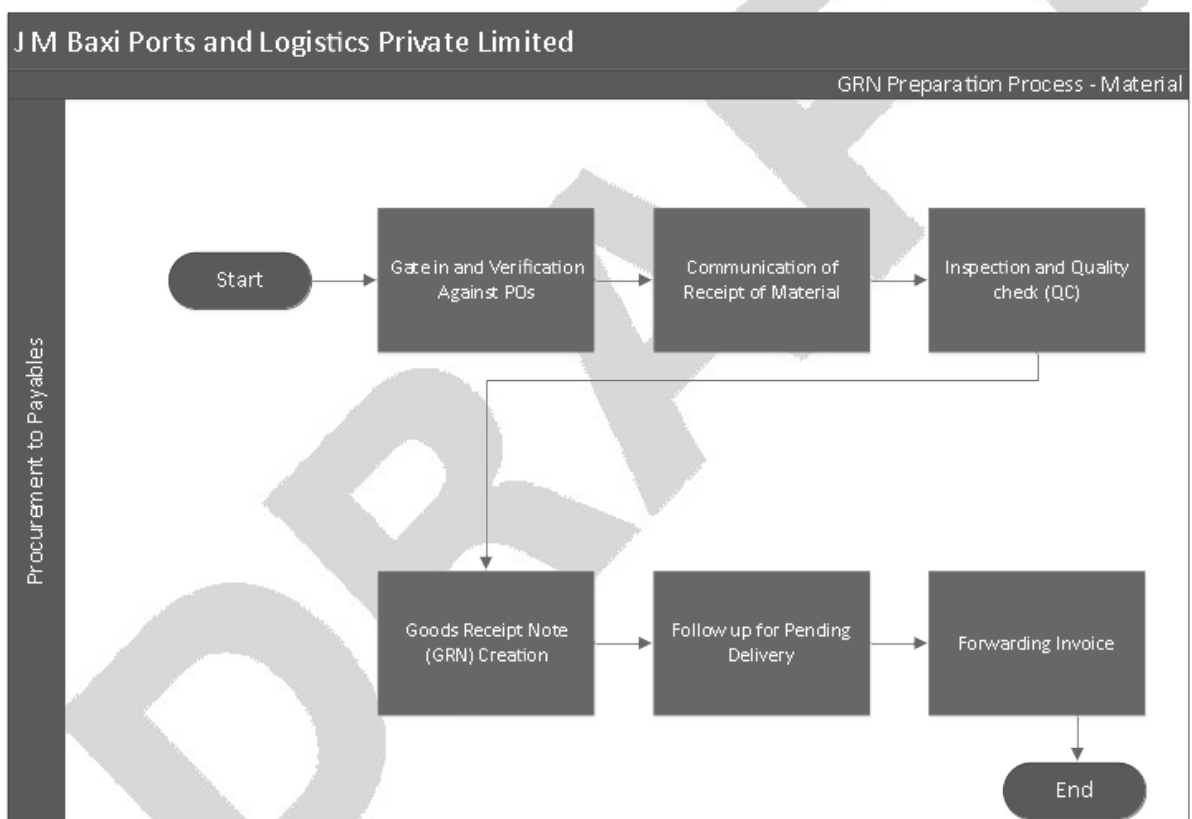 J M Baxi Ports and Logistics Private Limited
GRN Preparation Process - Material
Procurement to Payables
Start
Gate in and Verification
Against POs
Communication of
Receipt of Material
Inspection and Quality
check (QC)
Goods Receipt Note
(GRN) Creation
Follow up for Pending
Delivery
Forwarding Invoice
End
DRAF